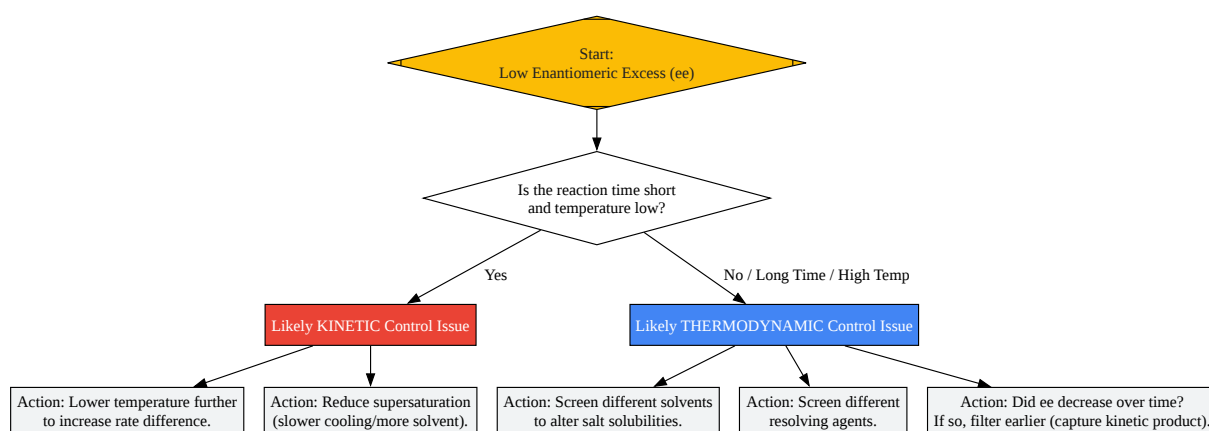 Start:
Low Enantiomeric Excess (ee)
Is the reaction time short
and temperature low?
Yes
No / Long Time / High Temp
Likely KINETIC Control Issue
Likely THERMODYNAMIC Control Issue
Action: Lower temperature further
to increase rate difference.
Action: Reduce supersaturation
(slower cooling/more solvent).
Action: Screen different solvents
to alter salt solubilities.
Action: Screen different
resolving agents.
Action: Did ee decrease over time?
If so, filter earlier (capture kinetic product).